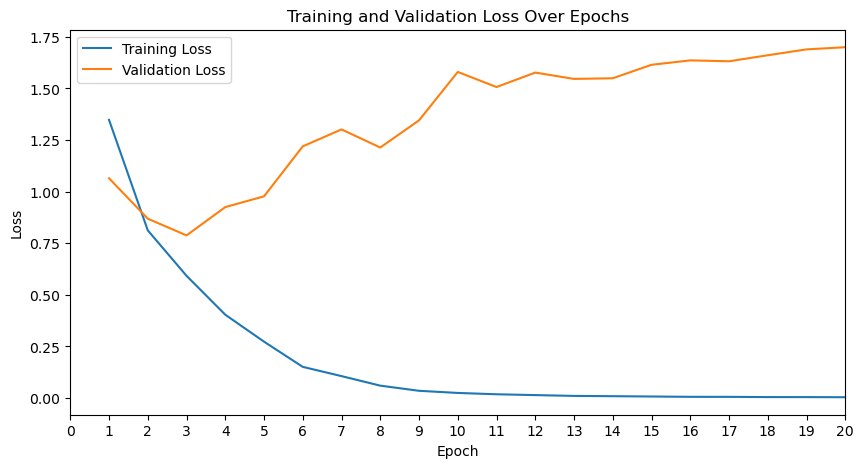 Training and Validation Loss Over Epochs
Training Loss
Validation Loss
1.75
1.50
1.25
1.00
0.75
0.50
0.25
0.00
Loss
0 1 2 3 4 5 6 7 8 9 10 11 12 13 14 15 16 17 18 19 20
Epoch